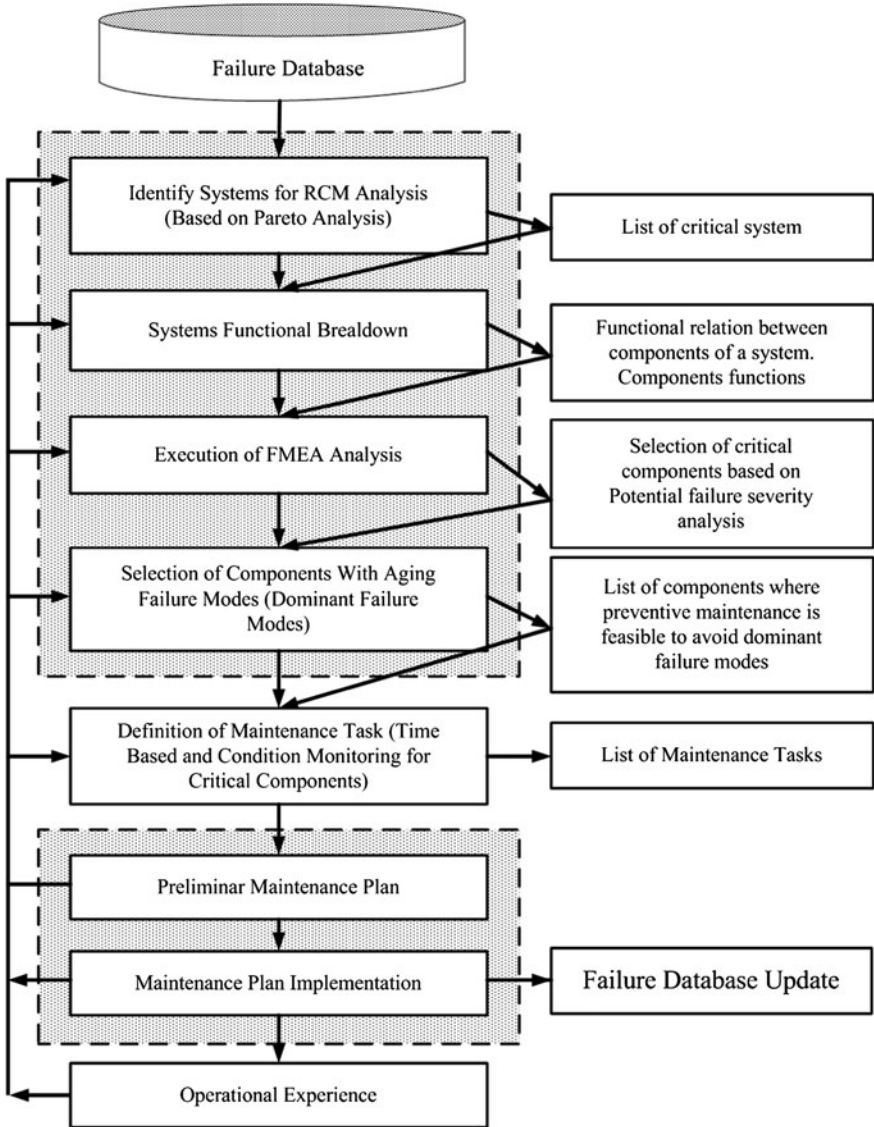 Failure Database
Identify Systems for RCM Analysis
(Based on Pareto Analysis)
List of critical system
Systems Functional Brealdown
Functional relation between
components of a system.
Components functions
Execution of FMEA Analysis
Selection of critical
components based on
Potential failure severity
analysis
Selection of Components With Aging
Failure Modes (Dominant Failure
Modes)
List of components where
preventive maintenance is
feasible to avoid dominant
failure modes
Definition of Maintenance Task (Time
Based and Condition Monitoring for
Critical Components)
List of Maintenance Tasks
Preliminar Maintenance Plan
Maintenance Plan Implementation
Failure Database Update
Operational Experience